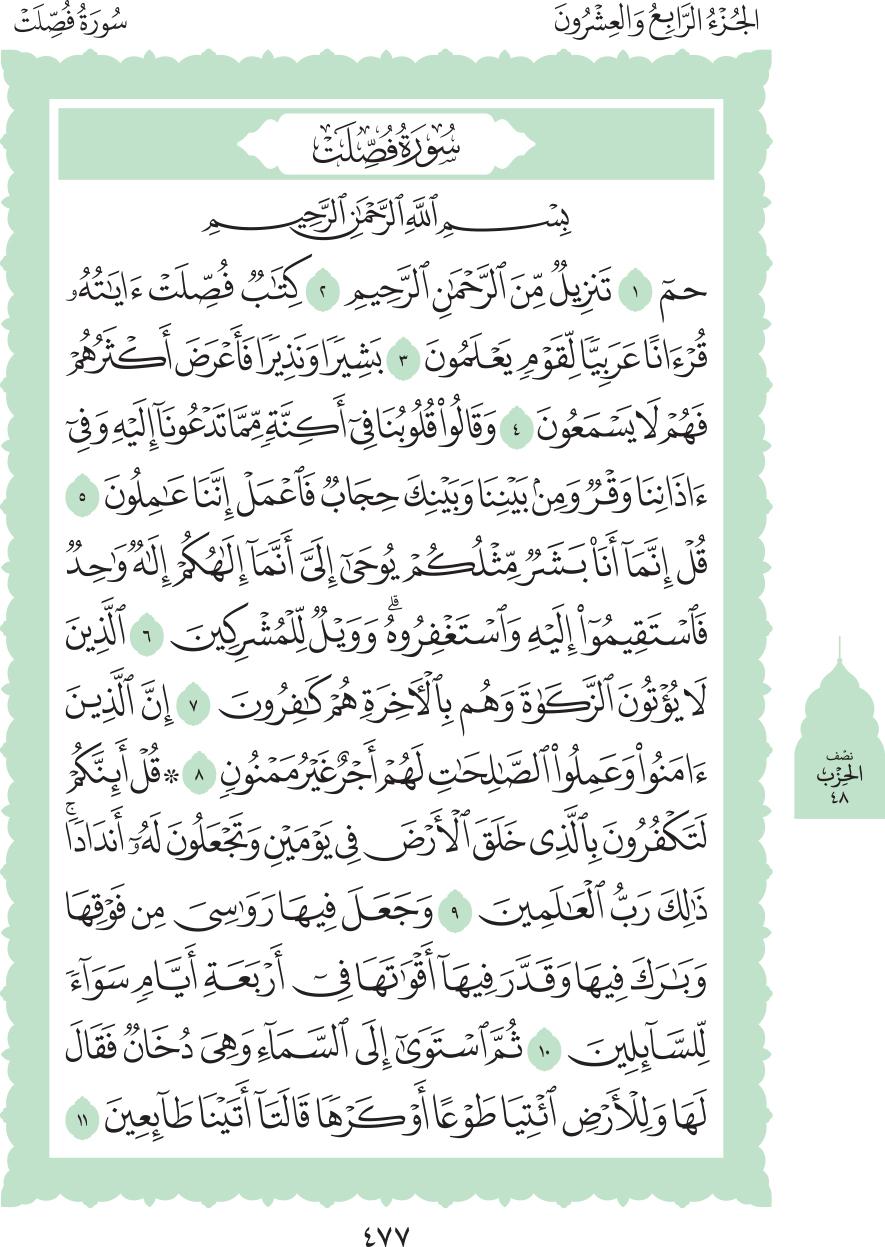 الجُزْءُ الرَّابِعُ وَالعِشْرُونَ
سُورَةُ فُصِّلَتْ
سُورَةُ فُصِّلَتْ
بِسْمِ ٱللَّهِ ٱلرَّحْمَٰنِ ٱلرَّحِيمِ
حمٓ ١ تَنزِيلٌ مِّنَ ٱلرَّحْمَٰنِ ٱلرَّحِيمِ ٢ كِتَٰبٌ فُصِّلَتْ ءَايَٰتُهُۥ
قُرْءَانًا عَرَبِيًّا لِّقَوْمٍ يَعْلَمُونَ ٣ بَشِيرًا وَنَذِيرًا فَأَعْرَضَ أَكْثَرُهُمْ
فَهُمْ لَا يَسْمَعُونَ ٤ وَقَالُوا۟ قُلُوبُنَا فِىٓ أَكِنَّةٍ مِّمَّا تَدْعُونَآ إِلَيْهِ وَفِىٓ
ءَاذَانِنَا وَقْرٌ وَمِنۢ بَيْنِنَا وَبَيْنِكَ حِجَابٌ فَٱعْمَلْ إِنَّنَا عَٰمِلُونَ ٥
قُلْ إِنَّمَآ أَنَا۠ بَشَرٌ مِّثْلُكُمْ يُوحَىٰٓ إِلَىَّ أَنَّمَآ إِلَٰهُكُمْ إِلَٰهٌ وَٰحِدٌ
فَٱسْتَقِيمُوٓا۟ إِلَيْهِ وَٱسْتَغْفِرُوهُ ۗ وَوَيْلٌ لِّلْمُشْرِكِينَ ٦ ٱلَّذِينَ
لَا يُؤْتُونَ ٱلزَّكَوٰةَ وَهُم بِٱلْأَخِرَةِ هُمْ كَٰفِرُونَ ٧ إِنَّ ٱلَّذِينَ
ءَامَنُوا۟ وَعَمِلُوا۟ ٱلصَّٰلِحَٰتِ لَهُمْ أَجْرٌ غَيْرُ مَمْنُونٍ ٨ * قُلْ أَئِنَّكُمْ
لَتَكْفُرُونَ بِٱلَّذِى خَلَقَ ٱلْأَرْضَ فِى يَوْمَيْنِ وَتَجْعَلُونَ لَهُۥٓ أَندَادًا ۚ
ذَٰلِكَ رَبُّ ٱلْعَٰلَمِينَ ٩ وَجَعَلَ فِيهَا رَوَٰسِىَ مِن فَوْقِهَا
وَبَٰرَكَ فِيهَا وَقَدَّرَ فِيهَآ أَقْوَٰتَهَا فِىٓ أَرْبَعَةِ أَيَّامٍ سَوَآءً
لِّلسَّآئِلِينَ ١٠ ثُمَّ ٱسْتَوَىٰٓ إِلَى ٱلسَّمَآءِ وَهِىَ دُخَانٌ فَقَالَ
لَهَا وَلِلْأَرْضِ ٱئْتِيَا طَوْعًا أَوْ كَرْهًا قَالَتَآ أَتَيْنَا طَآئِعِينَ ١١
نِصْف
الحِزْبِ
٤٨
٤٧٧